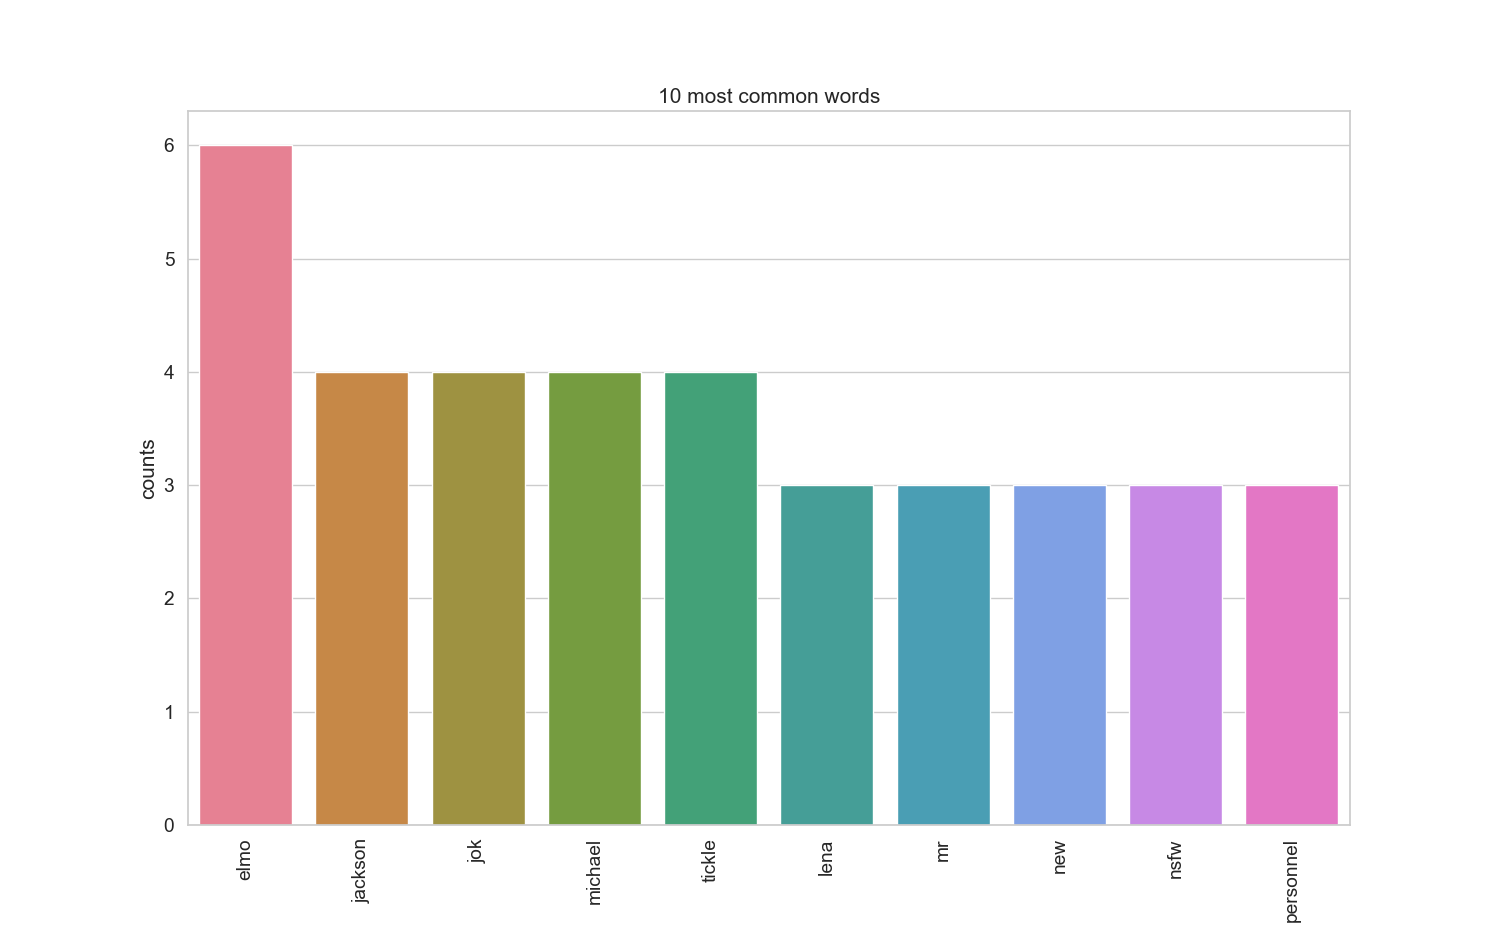 10 most common words
counts
6
5
4
3
2
1
0
elmo
jackson
jok
michael
tickle
lena
mr
new
nsfw
personnel